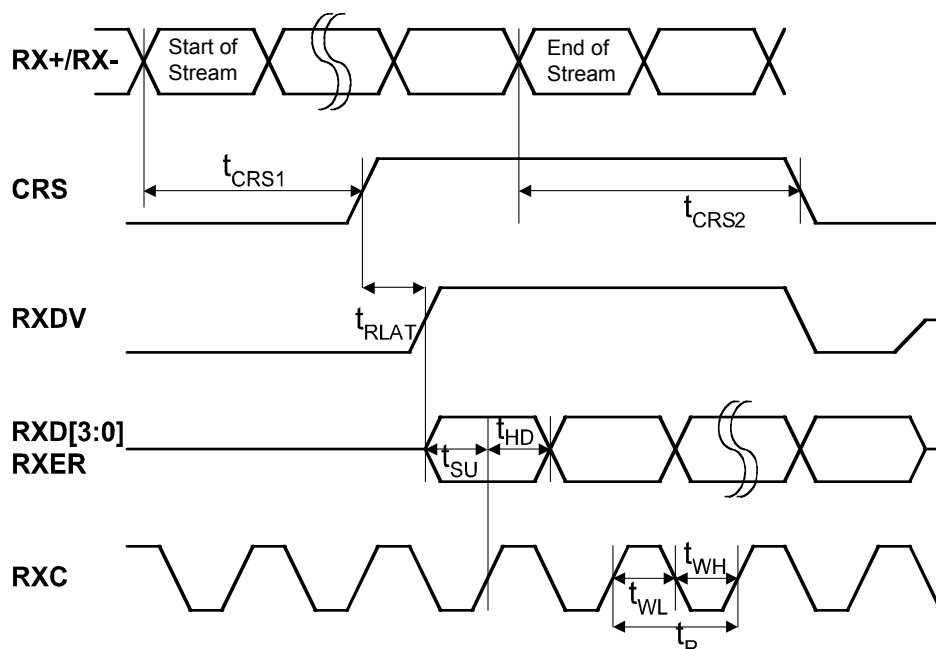 RX+/RX-
Start of
Stream
End of
Stream
CRS
tCRS1
tCRS2
RXDV
tRLAT
RXD[3:0]
RXER
tSU
tHD
RXC
tWL
tWH